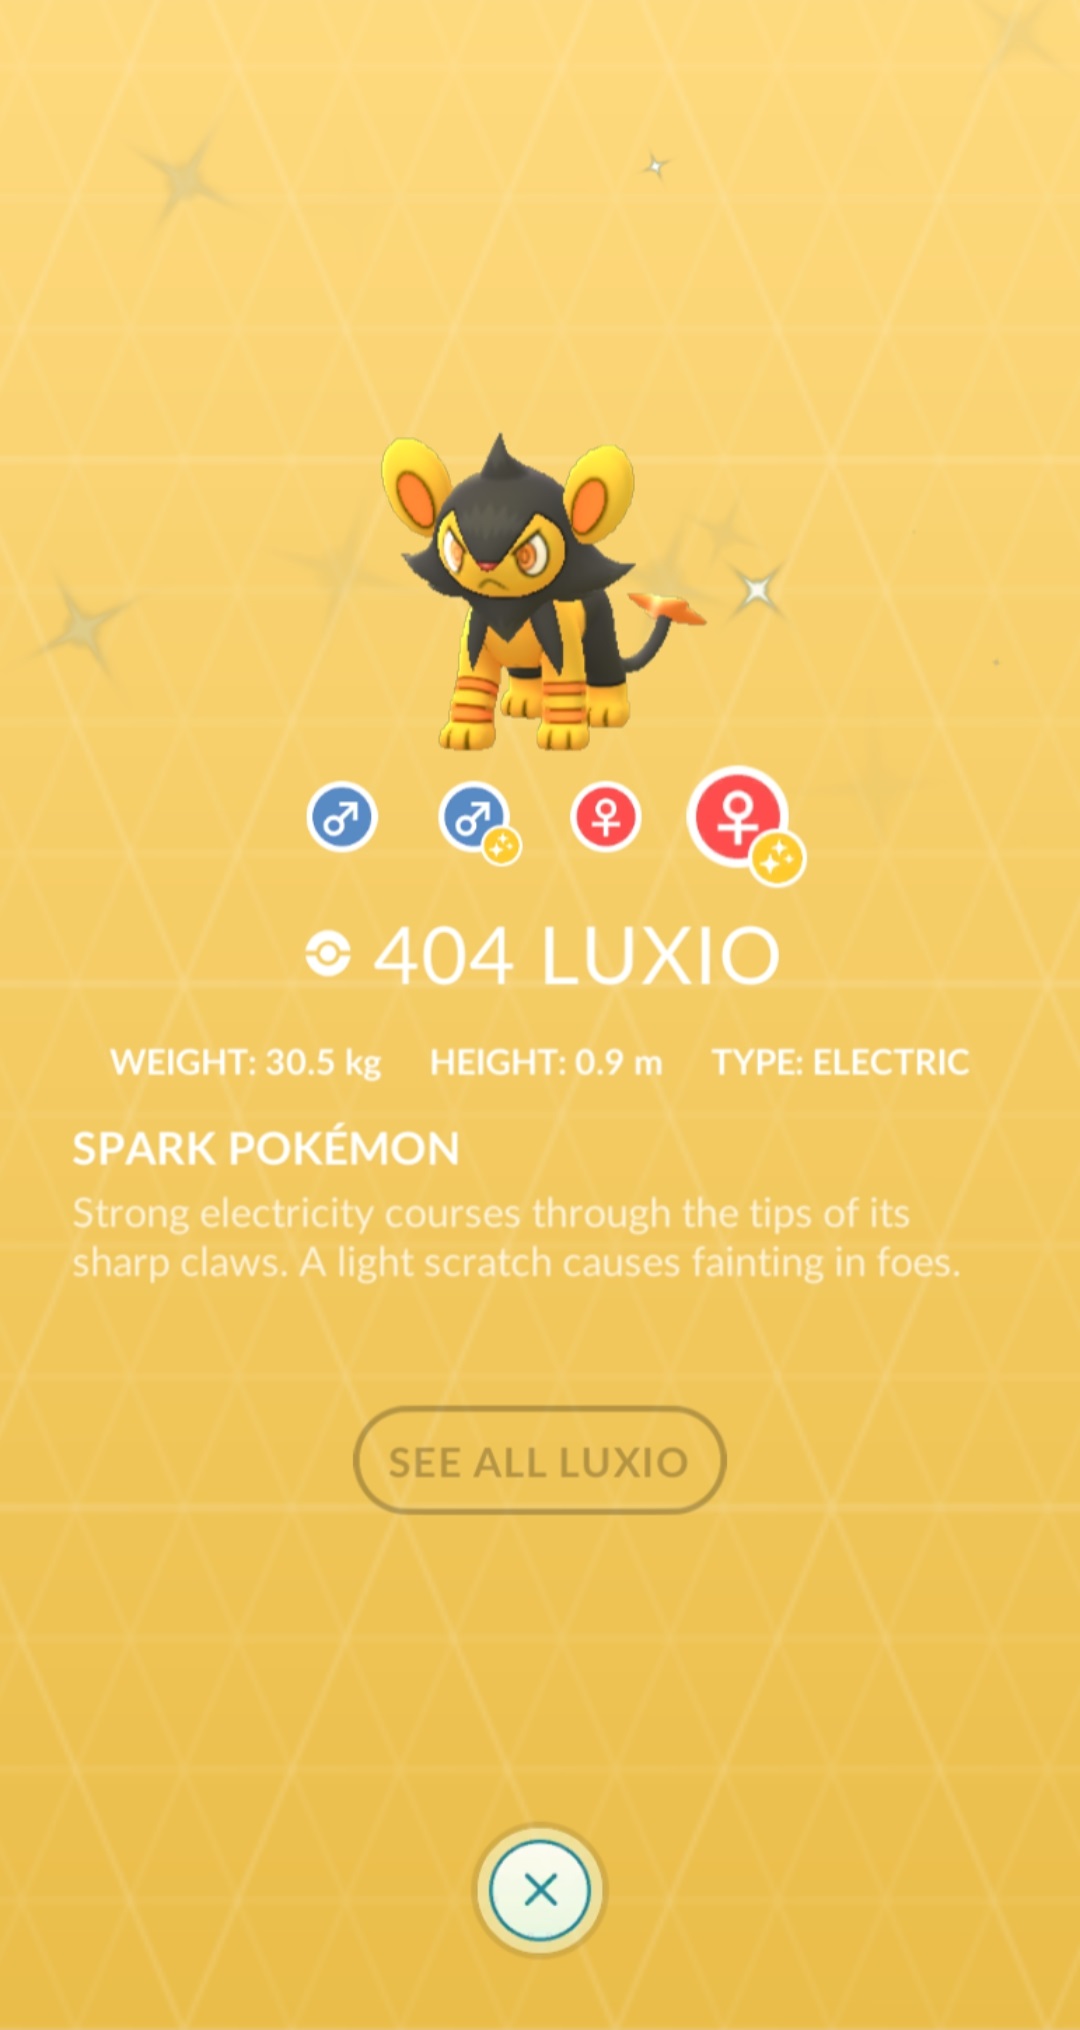 404 LUXIO
WEIGHT: 30.5 kg HEIGHT: 0.9 m TYPE: ELECTRIC
SPARK POKÉMON
Strong electricity courses through the tips of its
sharp claws. A light scratch causes fainting in foes.
SEE ALL LUXIO